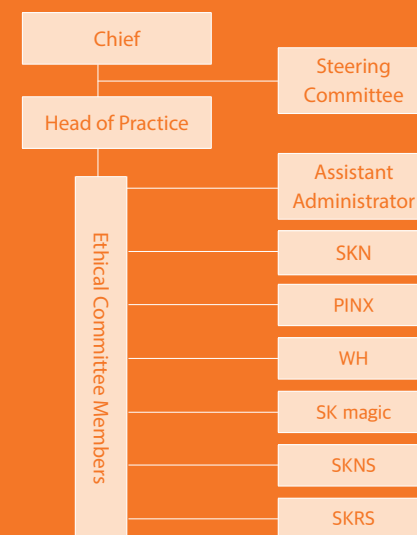 Chief
Steering
Committee
Head of Practice
Assistant
Administrator
Ethical Committee Members
SKN
PINX
WH
SK magic
SKNS
SKRS